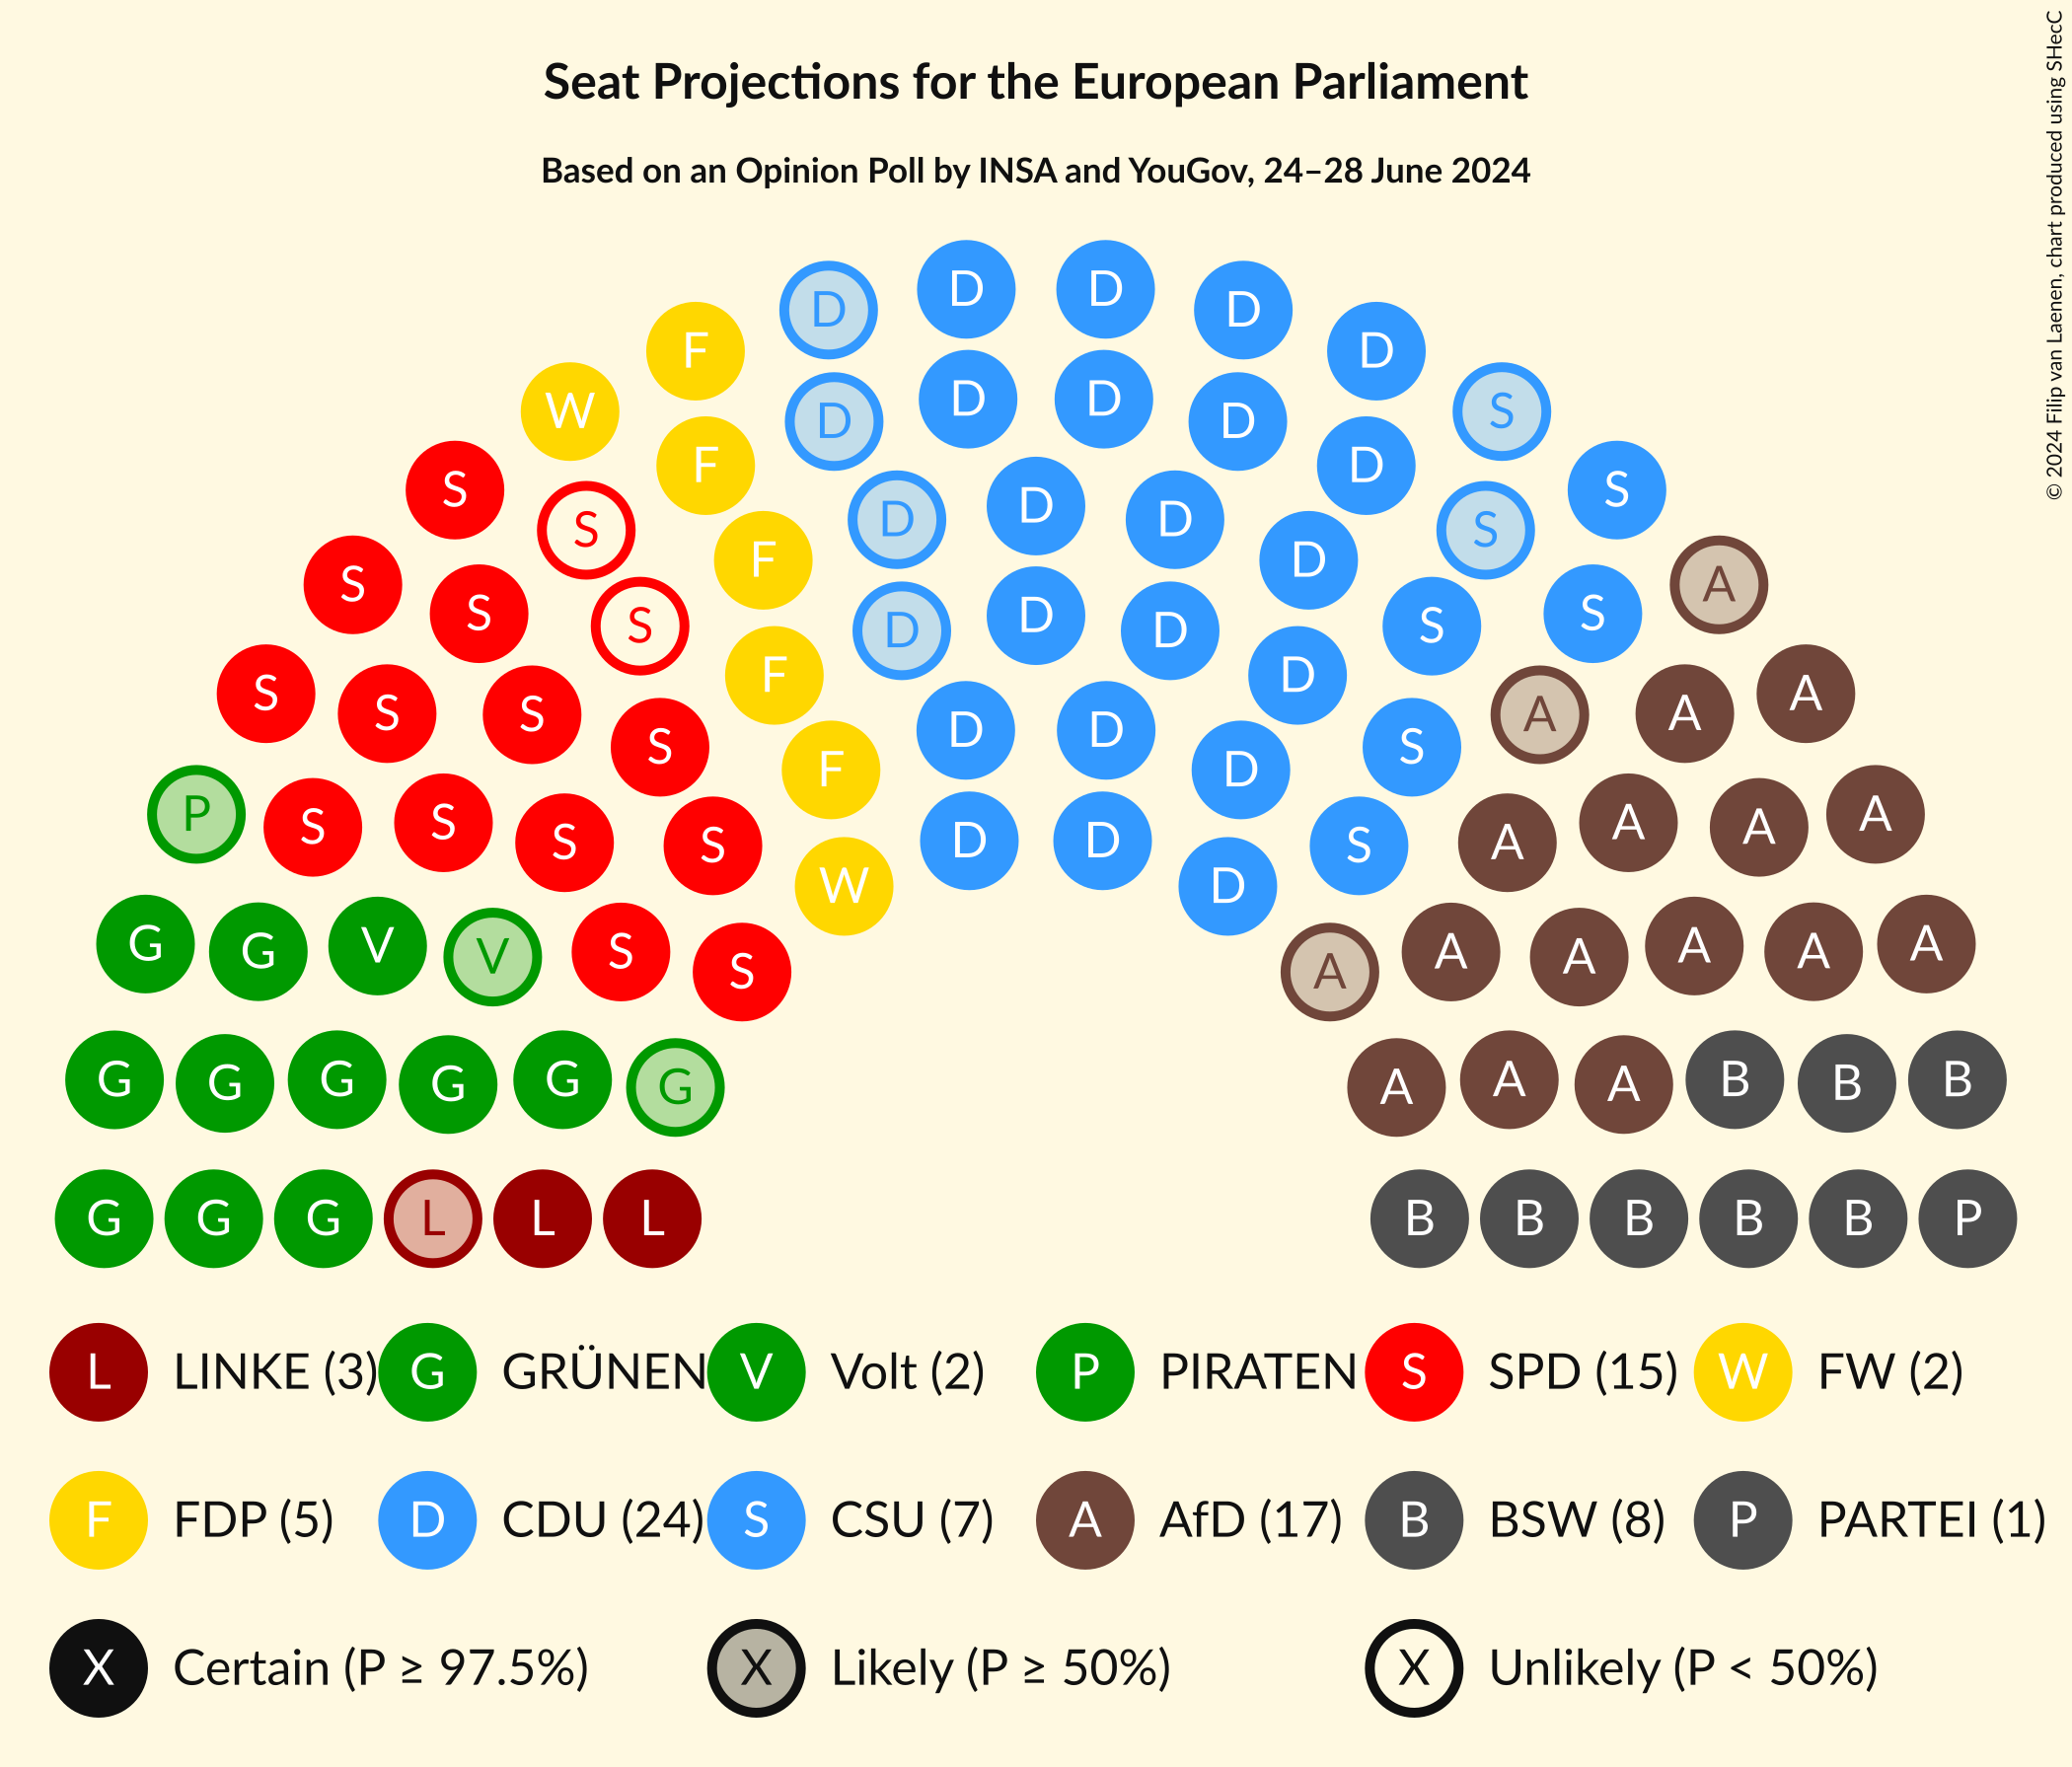 Seat Projections for the European Parliament
Based on an Opinion Poll by INSA and YouGov, 24–28 June 2024
© 2024 Filip van Laenen, chart produced using SHecC
D D D D
F D D F
W D D D D S
F D D D D
S S D D D S S
S F D D S A
S S S F D D D D S S
S S S S F D D D S A A A
P S S S S W D D D S A A A A
G G V V S S A A A A A A
G G G G G G A A A B B B
G G G L L L B B B B B P
L LINKE (3) G GRÜNEN V Volt (2) P PIRATEN S SPD (15) W FW (2)
F FDP (5) D CDU (24) S CSU (7) A AfD (17) B BSW (8) P PARTEI (1)
X Certain (P ≥ 97.5%) X Likely (P ≥ 50%) X Unlikely (P < 50%)